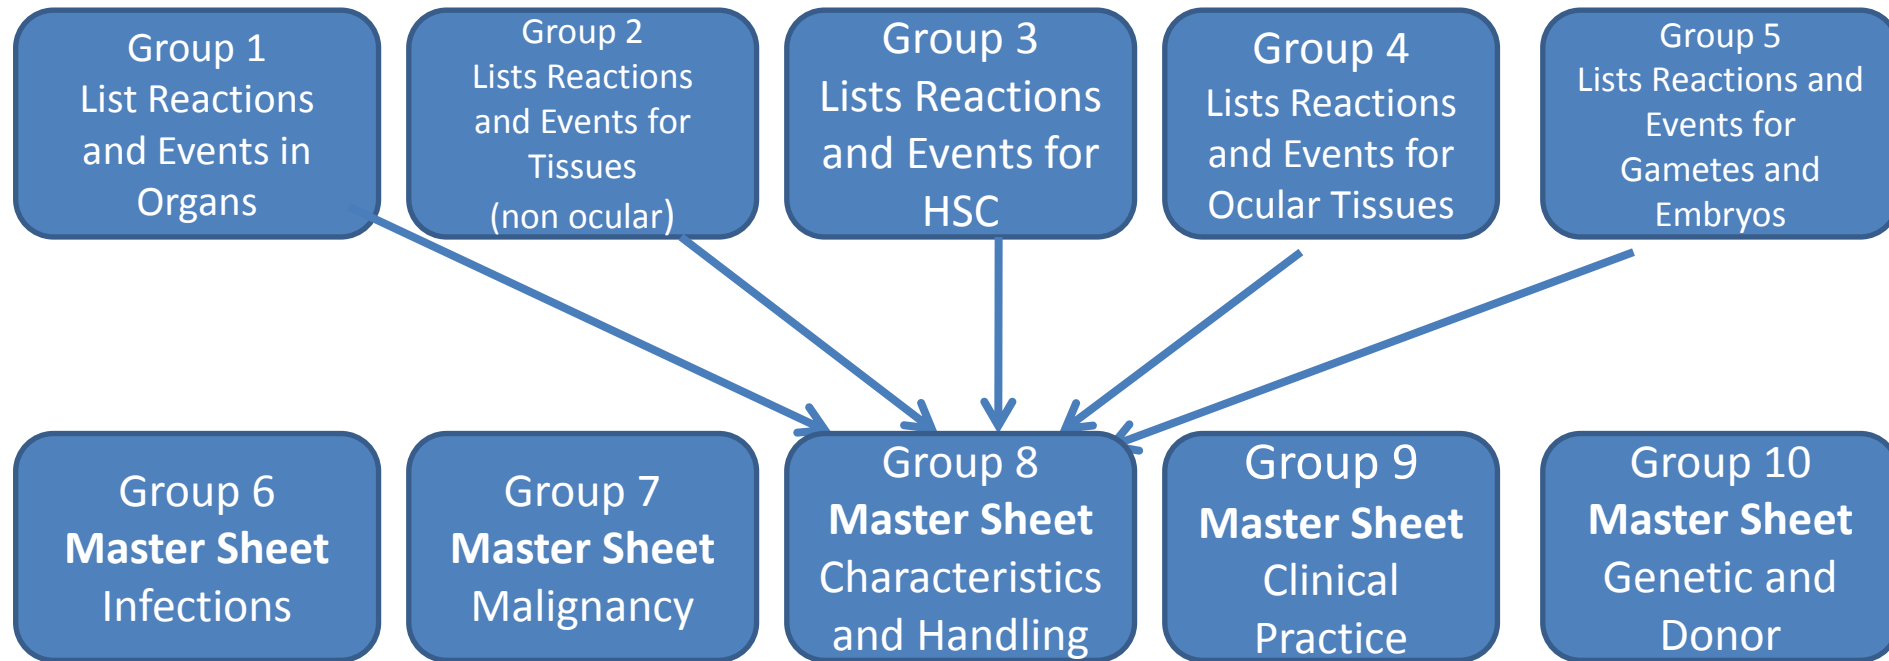 Group 1
List Reactions
and Events in
Organs
Group 2
Lists Reactions
and Events for
Tissues
(non ocular)
Group 3
Lists Reactions
and Events for
HSC
Group 4
Lists Reactions
and Events for
Ocular Tissues
Group 5
Lists Reactions and
Events for
Gametes and
Embryos
Group 6
Master Sheet
Infections
Group 7
Master Sheet
Malignancy
Group 8
Master Sheet
Characteristics
and Handling
Group 9
Master Sheet
Clinical
Practice
Group 10
Master Sheet
Genetic and
Donor